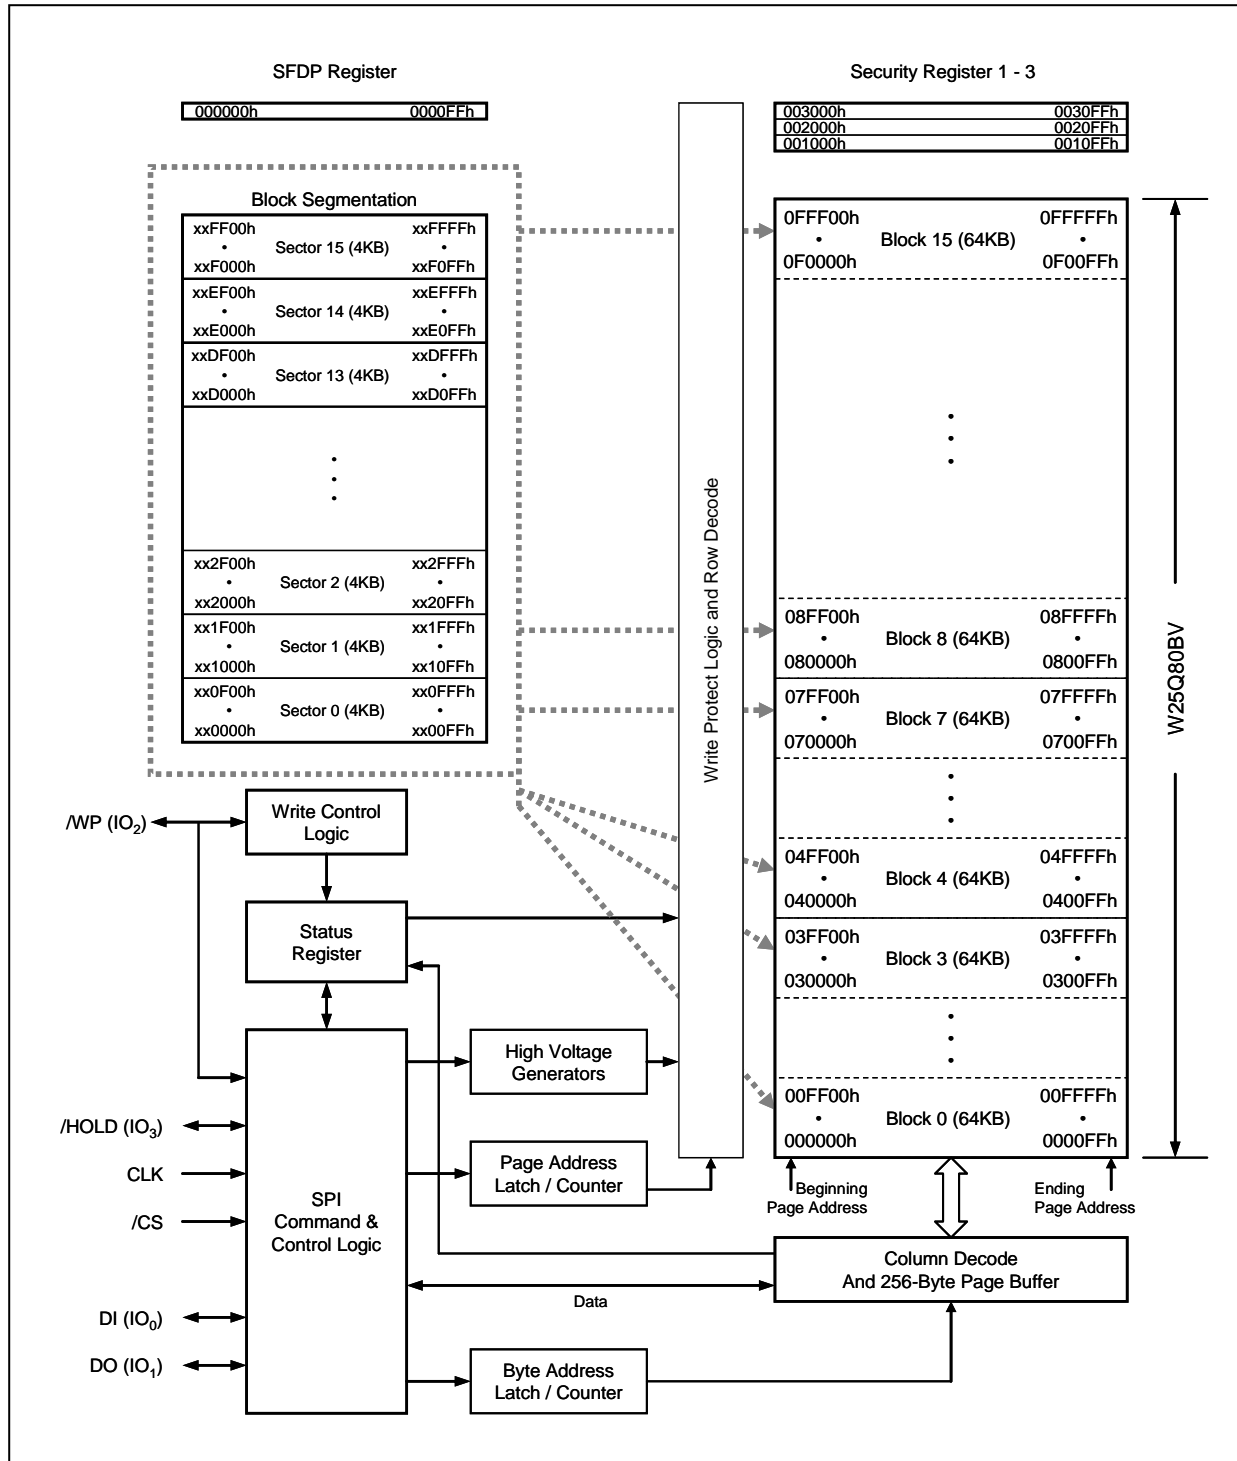 SFDP Register
000000h 0000FFh
Security Register 1 - 3
003000h 0030FFh
002000h 0020FFh
001000h 0010FFh
Block Segmentation
xxFF00h xxFFFFh
• Sector 15 (4KB) •
xxF000h xxF0FFh
xxEF00h xxEFFFh
• Sector 14 (4KB) •
xxE000h xxE0FFh
xxDF00h xxDFFFh
• Sector 13 (4KB) •
xxD000h xxD0FFh
xx2F00h xx2FFFh
• Sector 2 (4KB) •
xx2000h xx20FFh
xx1F00h xx1FFFh
• Sector 1 (4KB) •
xx1000h xx10FFh
xx0F00h xx0FFFh
• Sector 0 (4KB) •
xx0000h xx00FFh
Write Protect Logic and Row Decode
0FFF00h 0FFFFFh
• Block 15 (64KB) •
0F0000h 0F00FFh
08FF00h 08FFFFh
• Block 8 (64KB) •
080000h 0800FFh
07FF00h 07FFFFh
• Block 7 (64KB) •
070000h 0700FFh
04FF00h 04FFFFh
• Block 4 (64KB) •
040000h 0400FFh
03FF00h 03FFFFh
• Block 3 (64KB) •
030000h 0300FFh
00FF00h 00FFFFh
• Block 0 (64KB) •
000000h 0000FFh
W25Q80BV
Beginning
Page Address
Ending
Page Address
/WP (IO2)
Write Control
Logic
Status
Register
High Voltage
Generators
/HOLD (IO3)
CLK
/CS
DI (IO0)
DO (IO1)
SPI
Command &
Control Logic
Page Address
Latch / Counter
Column Decode
And 256-Byte Page Buffer
Data
Byte Address
Latch / Counter